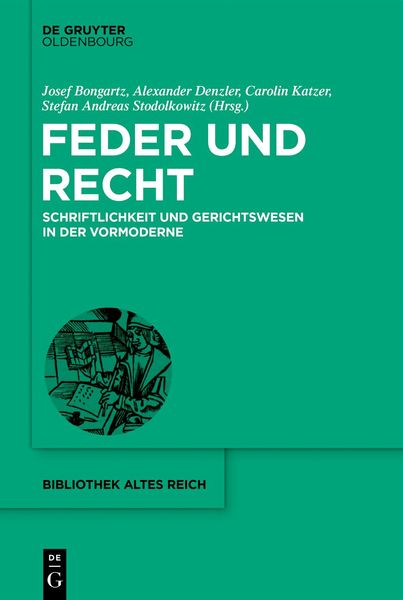 DE GRUYTER
OLDENBOURG
Josef Bongartz, Alexander Denzler, Carolin Katzer,
Stefan Andreas Stodolkowitz (Hrsg.)
FEDER UND
RECHT
SCHRIFTLICHKEIT UND GERICHTSWESEN
IN DER VORMODERNE
BIBLIOTHEK ALTES REICH
DE
G